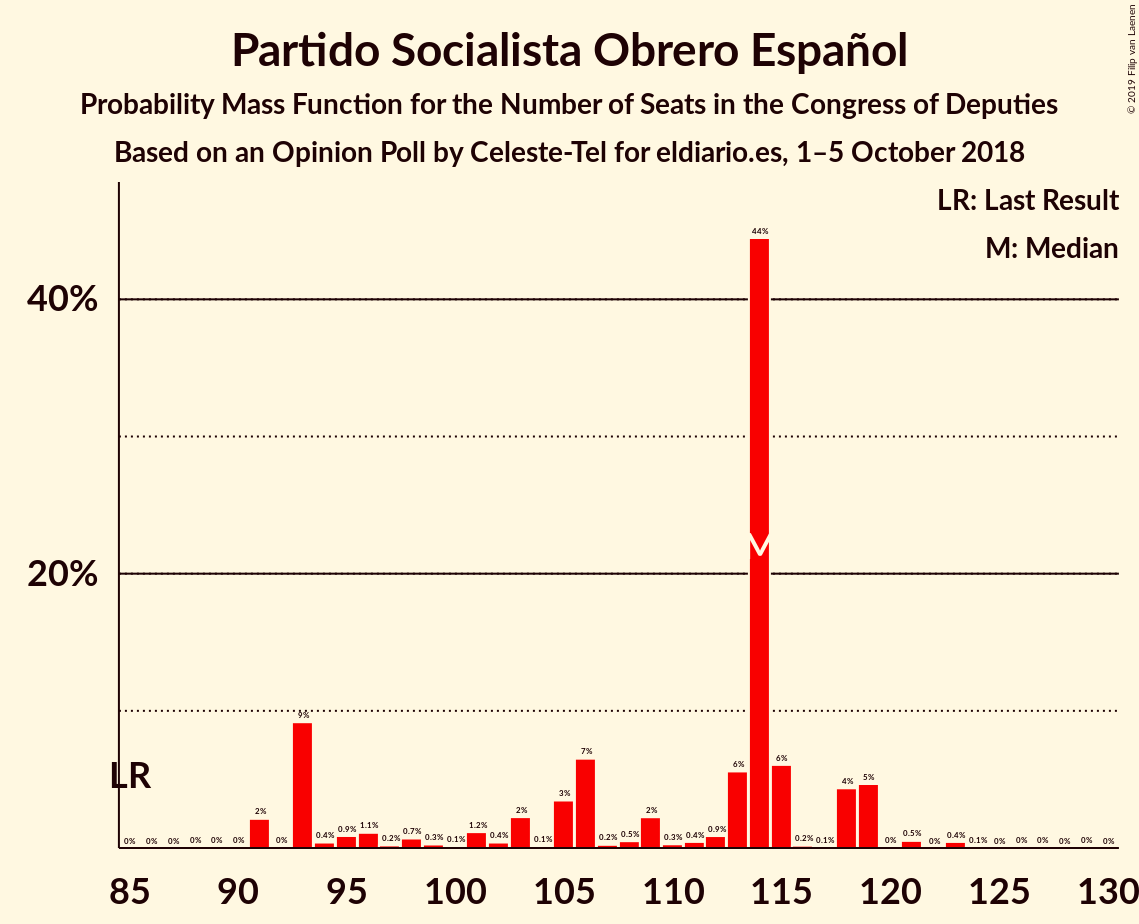 Partido Socialista Obrero Español
Probability Mass Function for the Number of Seats in the Congress of Deputies
Based on an Opinion Poll by Celeste-Tel for eldiario.es, 1–5 October 2018
© 2019 Filip van Laenen
LR: Last Result
M: Median
40%
20%
LR
M
0% 0% 0% 0% 0% 0% 2% 0% 9% 0.4% 0.9% 1.1% 0.2% 0.7% 0.3% 0.1% 1.2% 0.4% 2% 0.1% 3% 7% 0.2% 0.5% 2% 0.3% 0.4% 0.9% 6% 44% 6% 0.2% 0.1% 4% 5% 0% 0.5% 0% 0.4% 0.1% 0% 0% 0% 0% 0% 0%
85 90 95 100 105 110 115 120 125 130